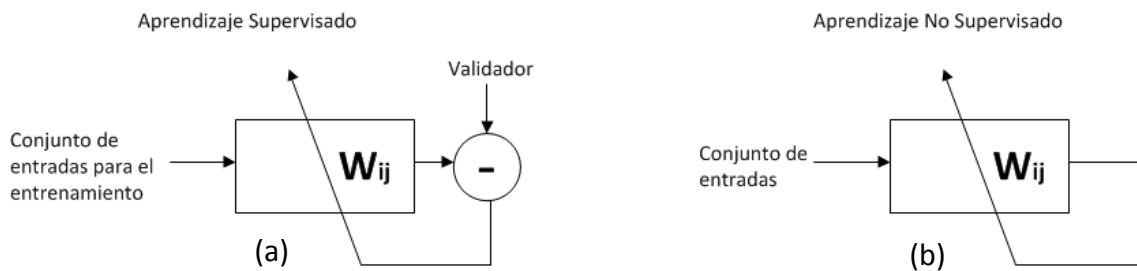 Aprendizaje Supervisado
Validador
Conjunto de
entradas para el
entrenamiento
Wij
-
(a)
Aprendizaje No Supervisado
Conjunto de
entradas
Wij
(b)